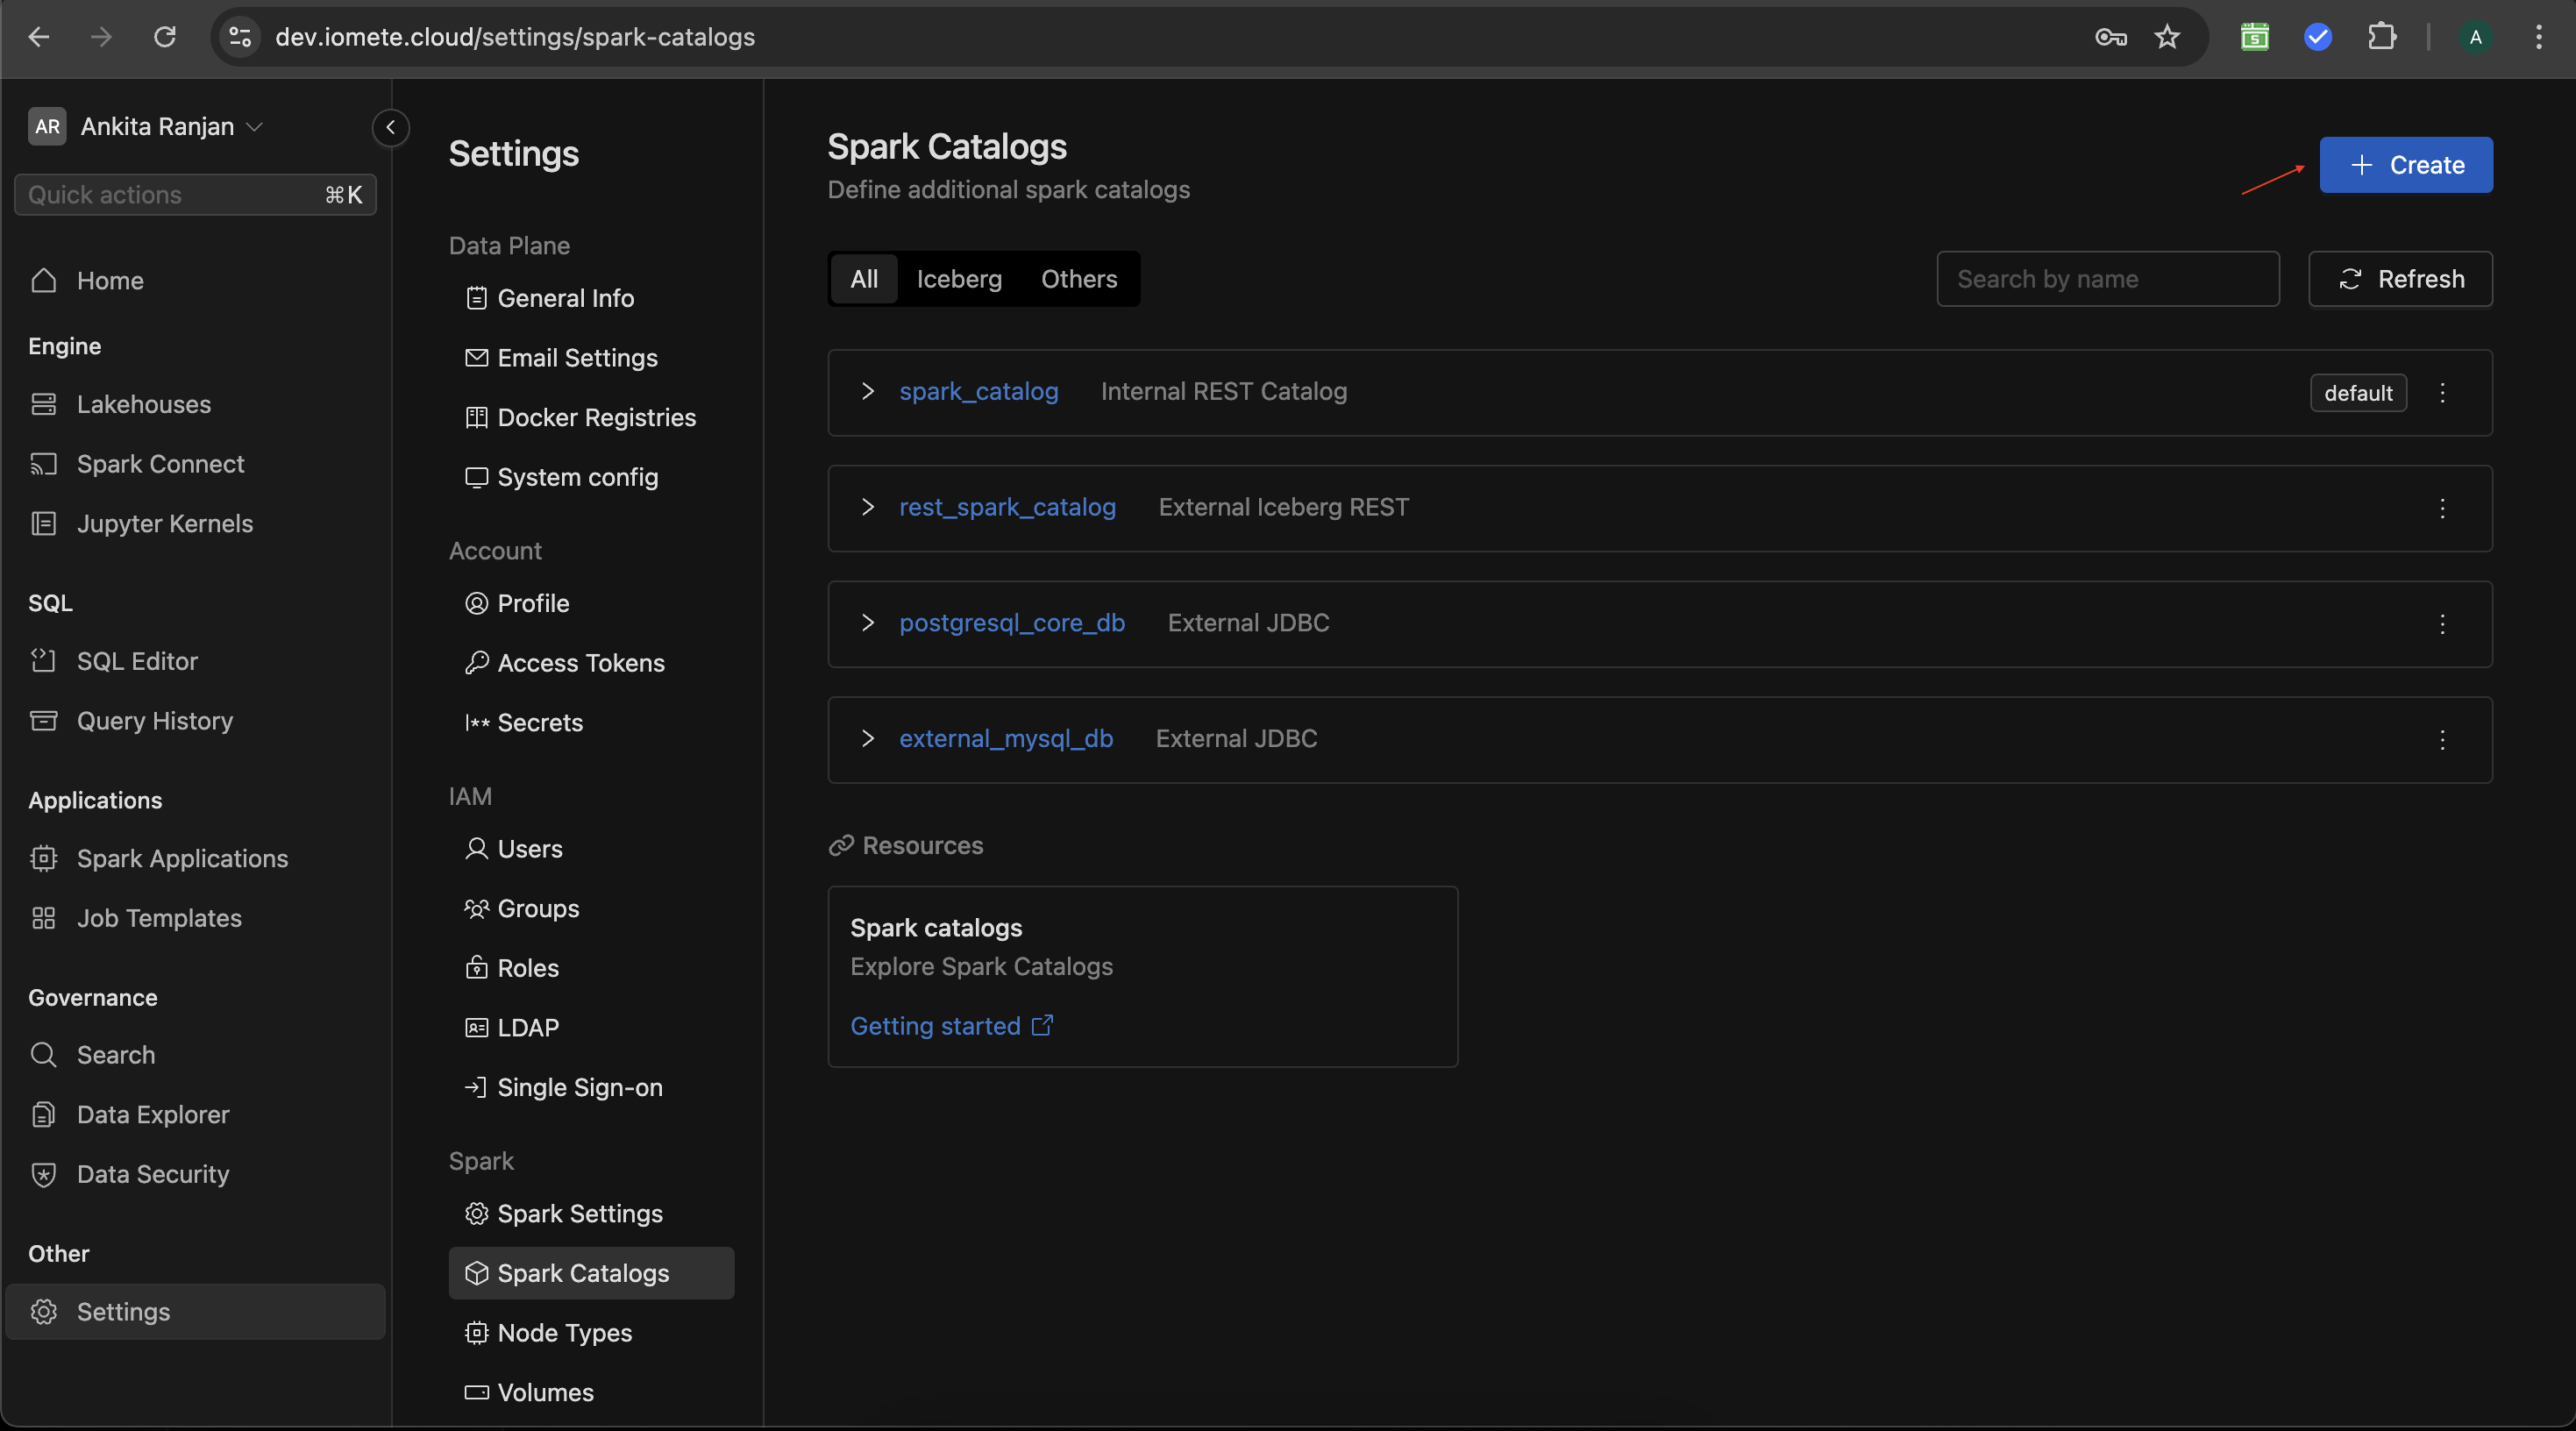 dev.iomete.cloud/settings/spark-catalogs
A
AR Ankita Ranjan
Quick actions ⌘K
Home
Engine
Lakehouses
Spark Connect
Jupyter Kernels
SQL
SQL Editor
Query History
Applications
Spark Applications
Job Templates
Governance
Search
Data Explorer
Data Security
Other
Settings
Settings
Data Plane
General Info
Email Settings
Docker Registries
System config
Account
Profile
Access Tokens
Secrets
IAM
Users
Groups
Roles
LDAP
Single Sign-on
Spark
Spark Settings
Spark Catalogs
Node Types
Volumes
Spark Catalogs
Define additional spark catalogs
+ Create
All Iceberg Others
Search by name
Refresh
spark_catalog Internal REST Catalog default
rest_spark_catalog External Iceberg REST
postgresql_core_db External JDBC
external_mysql_db External JDBC
Resources
Spark catalogs
Explore Spark Catalogs
Getting started